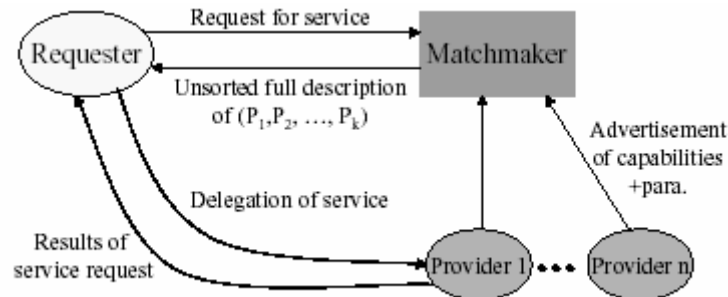 Request for service
Requester
Matchmaker
Unsorted full description
of (P1,P2, ..., Pk)
Advertisement
of capabilities
+para.
Delegation of service
Results of
service request
Provider 1
Provider n